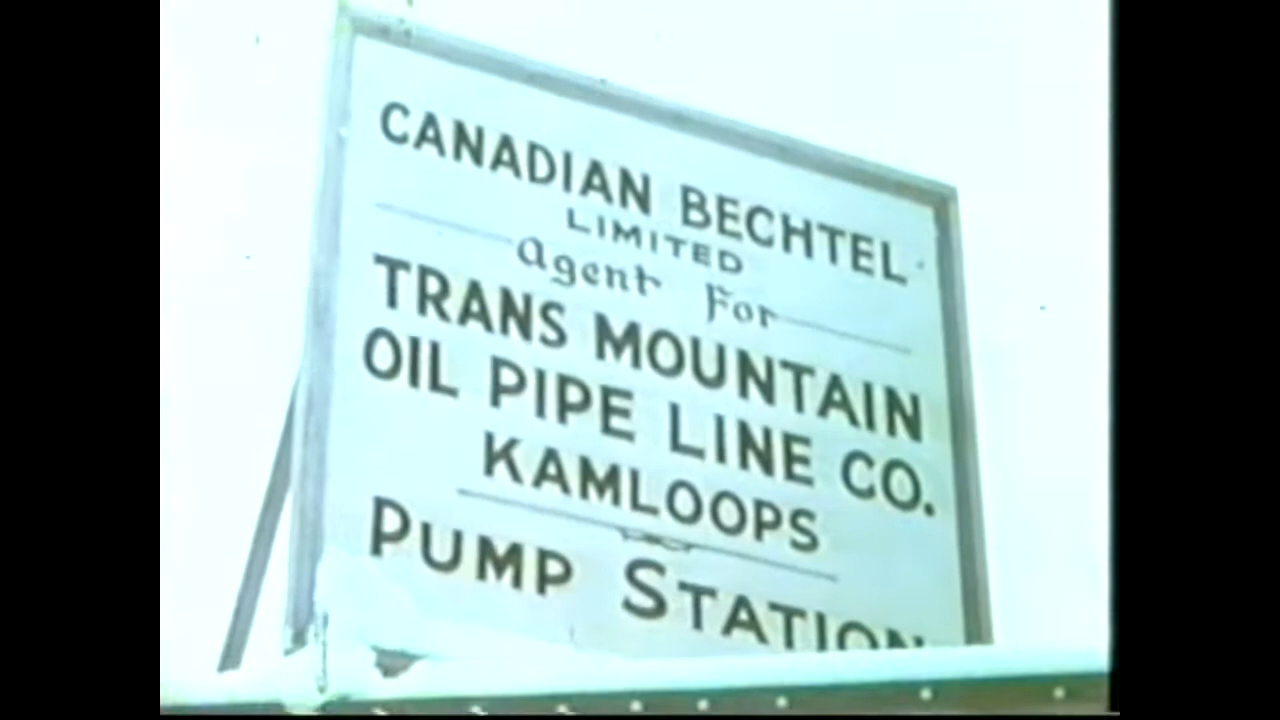 CANADIAN BECHTEL
LIMITED
Agent For
TRANS MOUNTAIN
OIL PIPE LINE CO.
KAMLOOPS
PUMP STATION